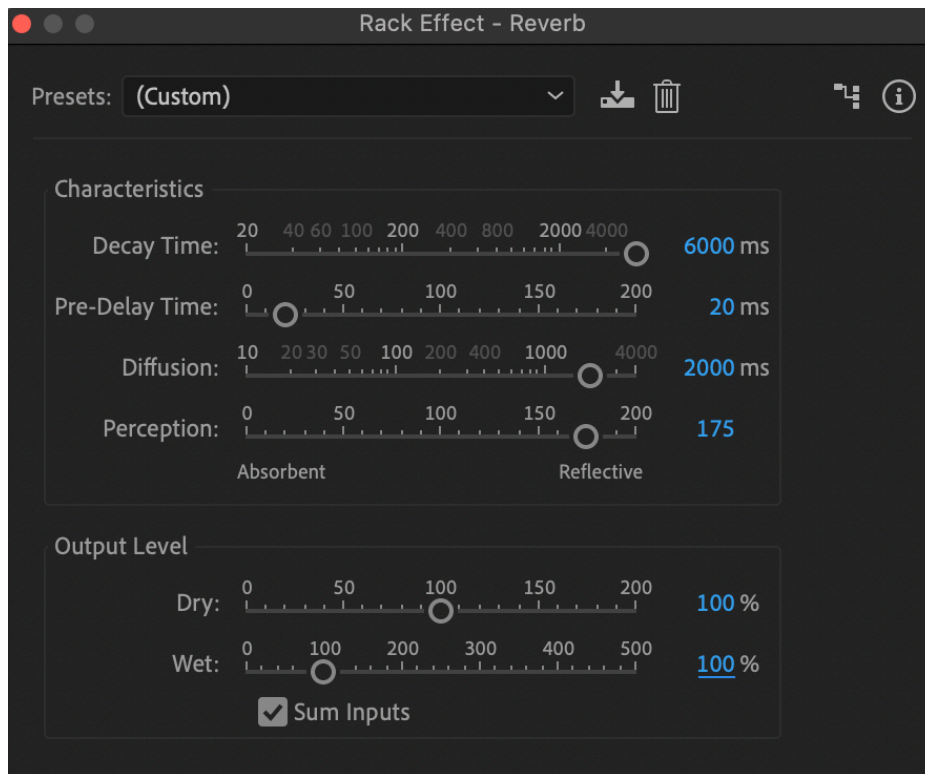 Rack Effect - Reverb
Presets: (Custom)
Characteristics
20 40 60 100 200 400 800 2000 4000
Decay Time: 6000 ms
0 50 100 150 200
Pre-Delay Time: 20 ms
10 20 30 50 100 200 400 1000 4000
Diffusion: 2000 ms
0 50 100 150 200
Perception: 175
Absorbent Reflective
Output Level
0 50 100 150 200
Dry: 100 %
0 100 200 300 400 500
Wet: 100 %
Sum Inputs